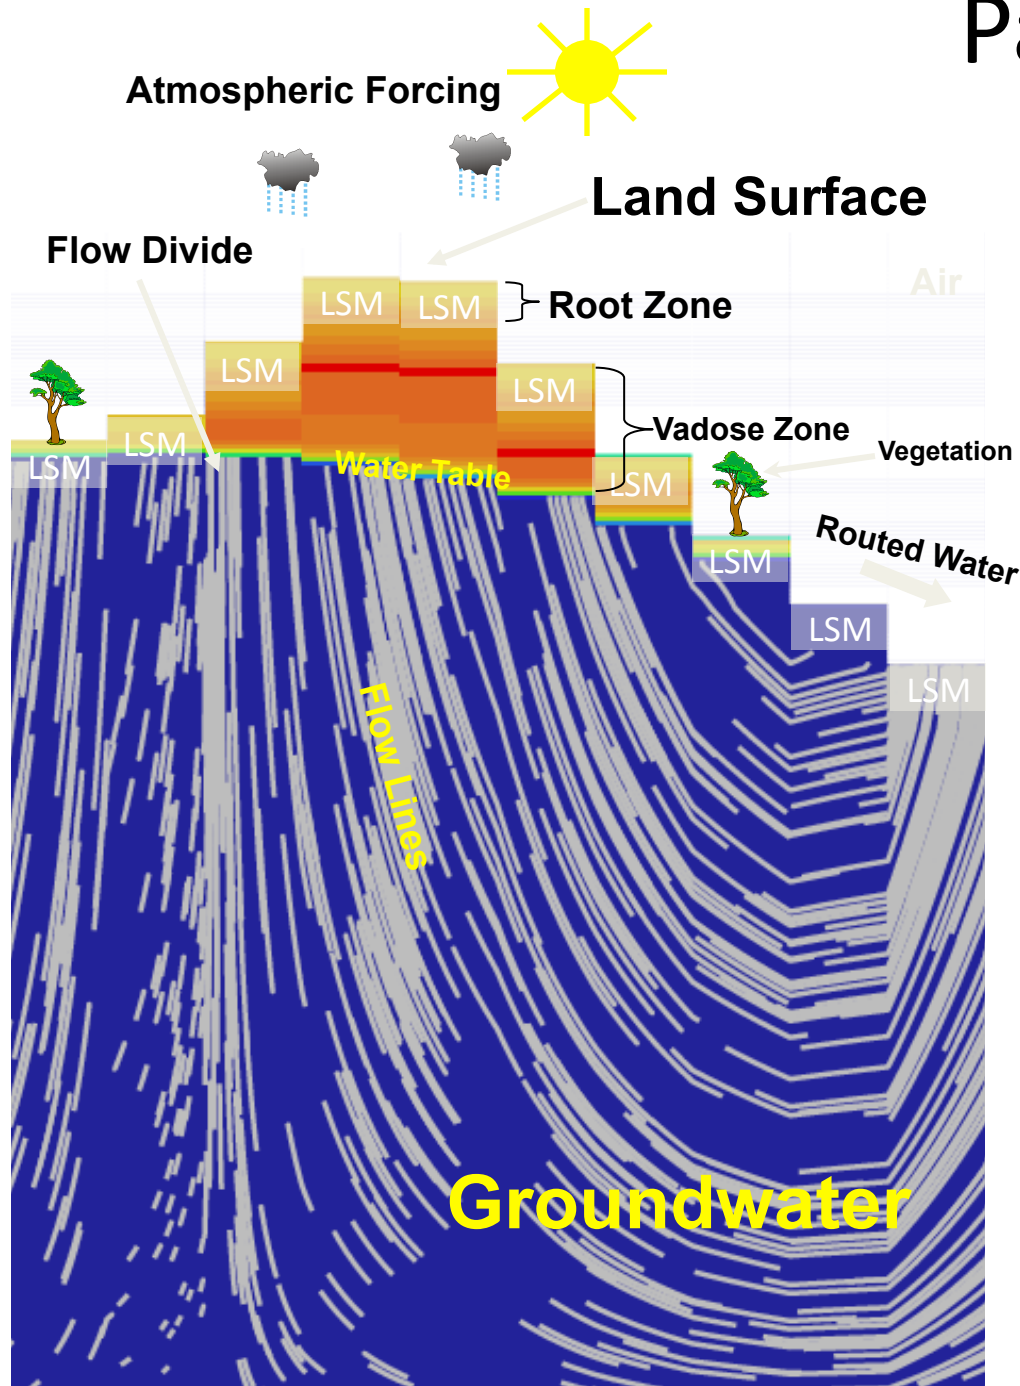 Pa
Atmospheric Forcing
Land Surface
Flow Divide
Air
LSM
LSM
Root Zone
LSM
LSM
Vadose Zone
LSM
Vegetation
Water Table
LSM
LSM
Routed Water
LSM
LSM
LSM
Flow Lines
Groundwater